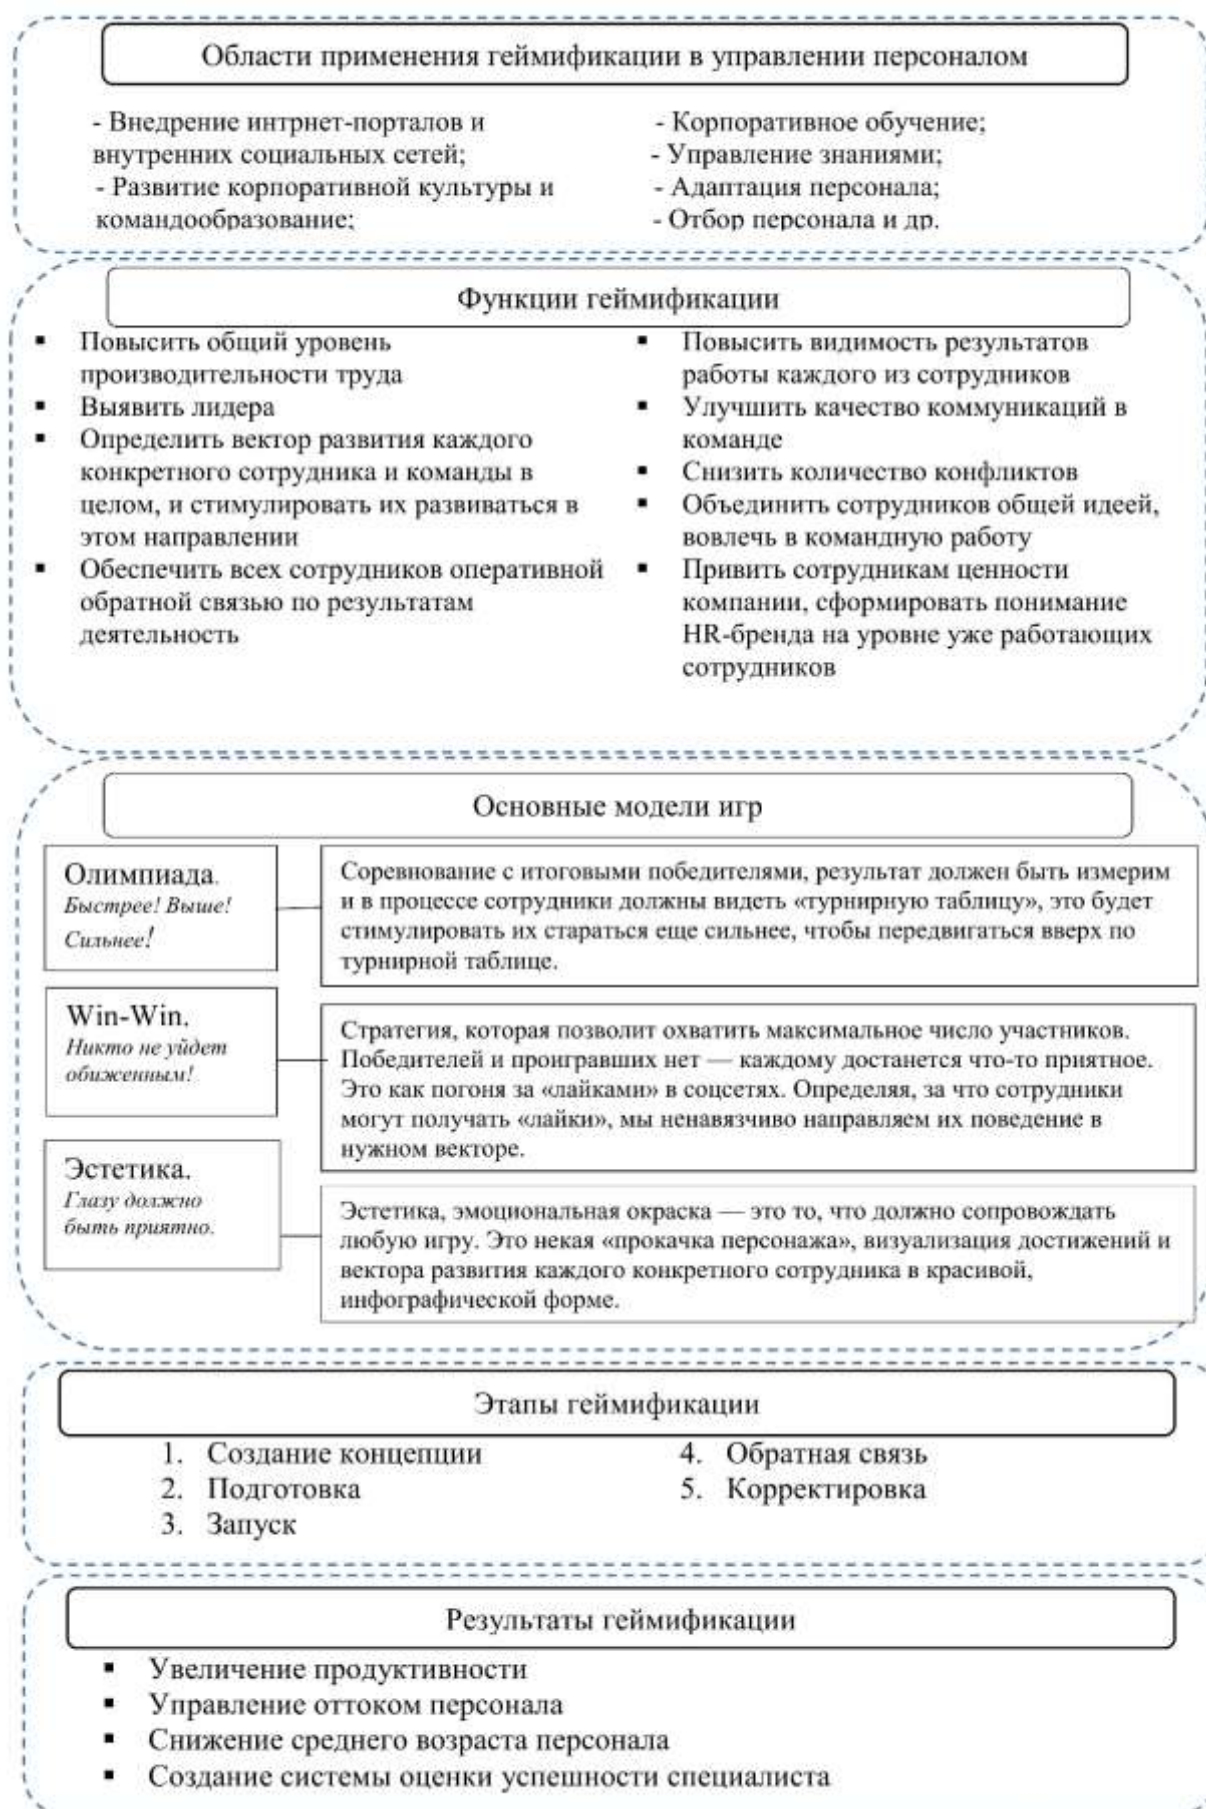 Области применения геймификации в управлении персоналом
- Внедрение интрнет-порталов и
внутренних социальных сетей;
- Развитие корпоративной культуры и
командообразование;
- Корпоративное обучение;
- Управление знаниями;
- Адаптация персонала;
- Отбор персонала и др.
Функции геймификации
▪ Повысить общий уровень
производительности труда
▪ Выявить лидера
▪ Определить вектор развития каждого
конкретного сотрудника и команды в
целом, и стимулировать их развиваться в
этом направлении
▪ Обеспечить всех сотрудников оперативной
обратной связью по результатам
деятельность
▪ Повысить видимость результатов
работы каждого из сотрудников
▪ Улучшить качество коммуникаций в
команде
▪ Снизить количество конфликтов
▪ Объединить сотрудников общей идеей,
вовлечь в командную работу
▪ Привить сотрудникам ценности
компании, сформировать понимание
HR-бренда на уровне уже работающих
сотрудников
Основные модели игр
Олимпиада.
Быстрее! Выше!
Сильнее!
Соревнование с итоговыми победителями, результат должен быть измерим
и в процессе сотрудники должны видеть «турнирную таблицу», это будет
стимулировать их стараться еще сильнее, чтобы передвигаться вверх по
турнирной таблице.
Win-Win.
Никто не уйдет
обиженным!
Стратегия, которая позволит охватить максимальное число участников.
Победителей и проигравших нет — каждому достанется что-то приятное.
Это как погоня за «лайками» в соцсетях. Определяя, за что сотрудники
могут получать «лайки», мы ненавязчиво направляем их поведение в
нужном векторе.
Эстетика.
Глазу должно
быть приятно.
Эстетика, эмоциональная окраска — это то, что должно сопровождать
любую игру. Это некая «прокачка персонажа», визуализация достижений и
вектора развития каждого конкретного сотрудника в красивой,
инфографической форме.
Этапы геймификации
1. Создание концепции
2. Подготовка
3. Запуск
4. Обратная связь
5. Корректировка
Результаты геймификации
▪ Увеличение продуктивности
▪ Управление оттоком персонала
▪ Снижение среднего возраста персонала
▪ Создание системы оценки успешности специалиста